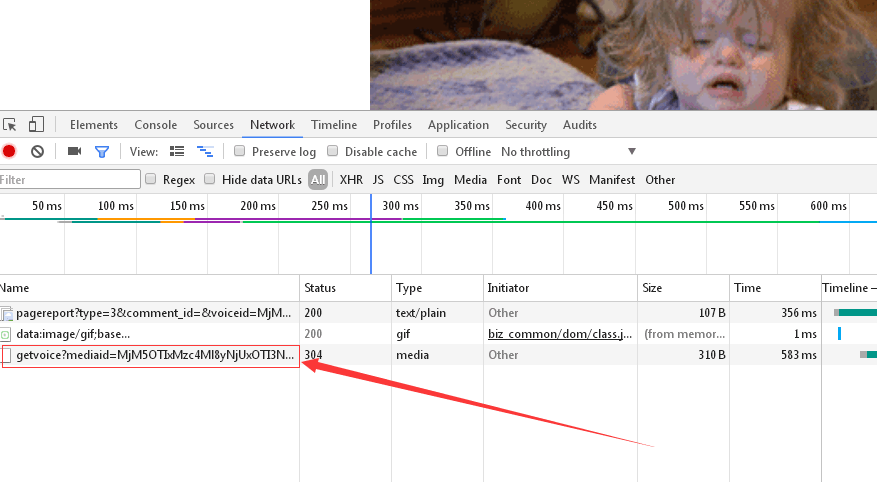 Elements Console Sources Network Timeline Profiles Application Security Audits
View: Preserve log Disable cache Offline No throttling ▼
Filter Regex Hide data URLs All XHR JS CSS Img Media Font Doc WS Manifest Other
50 ms 100 ms 150 ms 200 ms 250 ms 300 ms 350 ms 400 ms 450 ms 500 ms 550 ms 600 ms
Name Status Type Initiator Size Time Timeline –
pagereport?type=3&comment_id=&voiceid=MjM... 200 text/plain Other 107 B 356 ms
data:image/gif;base... 200 gif biz_common/dom/class.j... (from memor... 1 ms
getvoice?mediaid=MjM5OTIxMzc4MI8yNjUxOTI3N... 304 media Other 310 B 583 ms